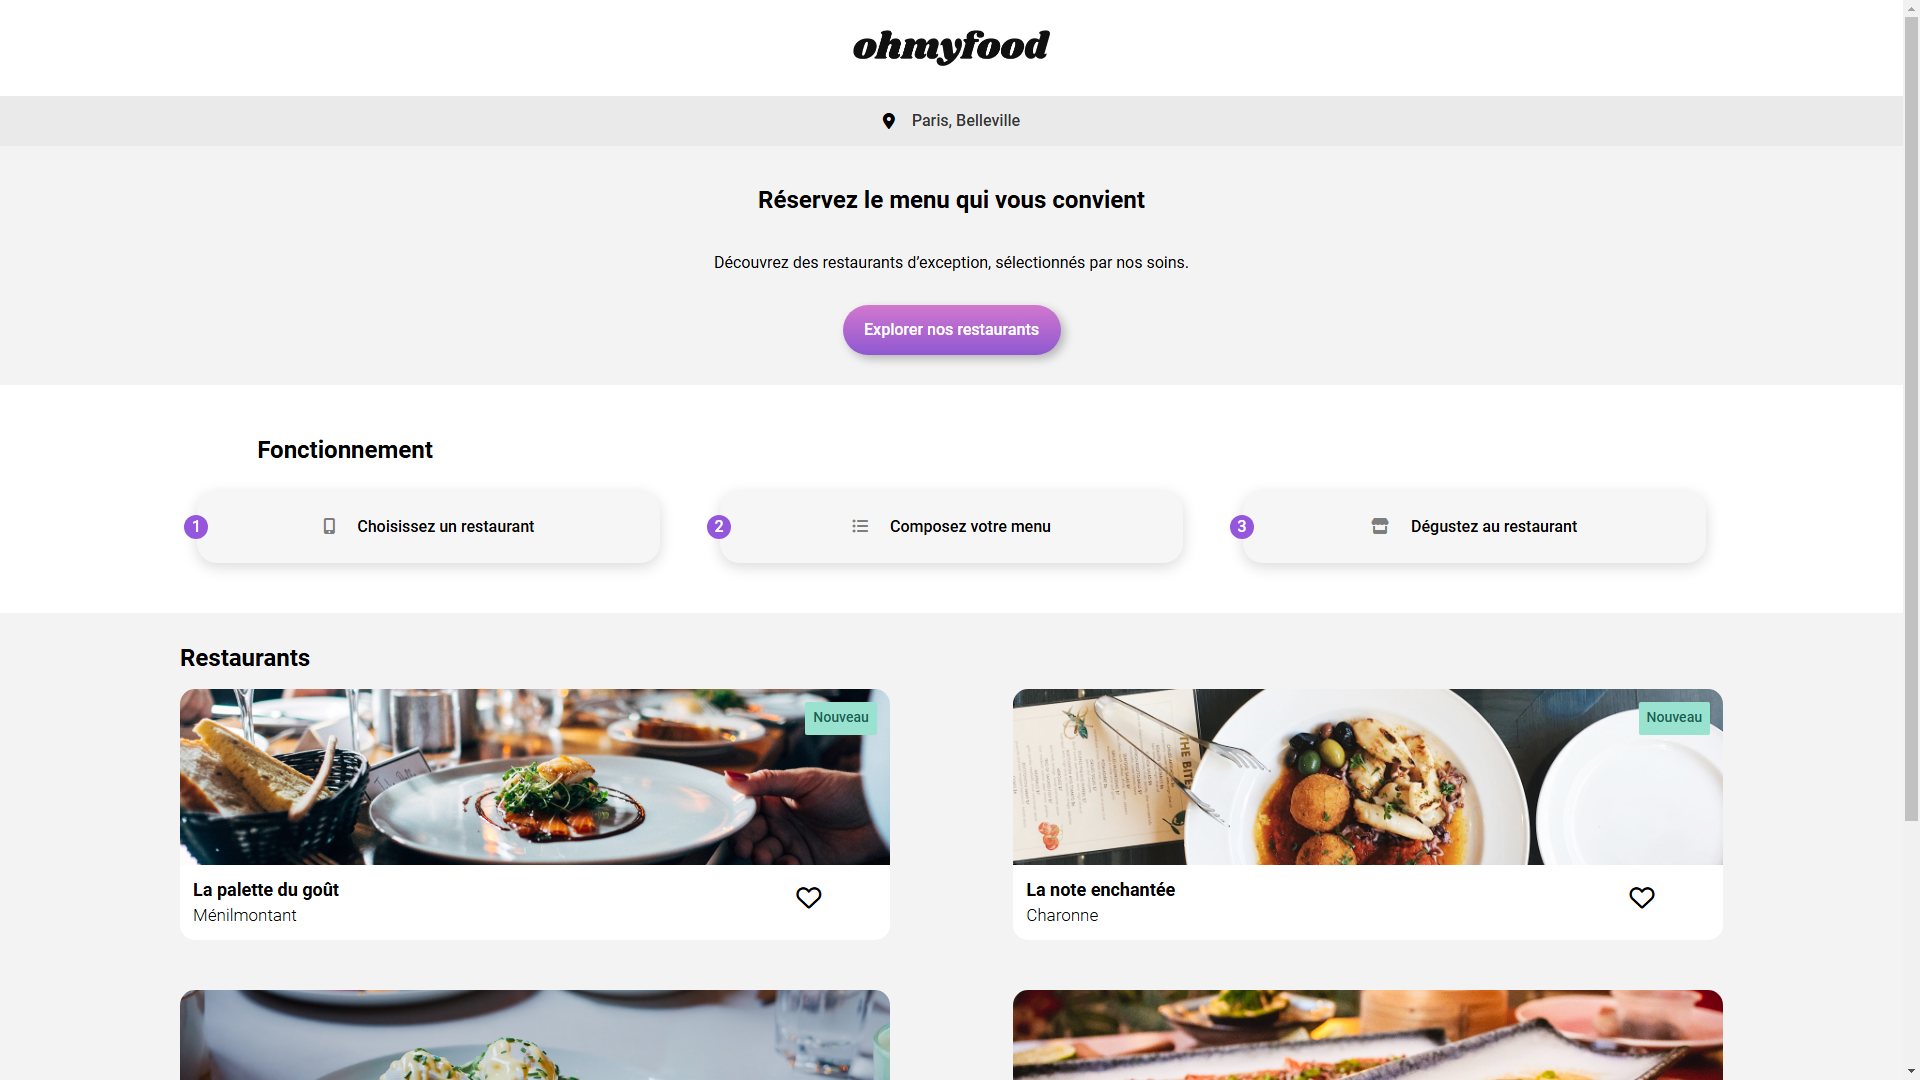 ohmyfood
Paris, Belleville
Réservez le menu qui vous convient
Découvrez des restaurants d’exception, sélectionnés par nos soins.
Explorer nos restaurants
Fonctionnement
1 Choisissez un restaurant
2 Composez votre menu
3 Dégustez au restaurant
Restaurants
Nouveau
THE BITE
La palette du goût
Ménilmontant
Nouveau
La note enchantée
Charonne